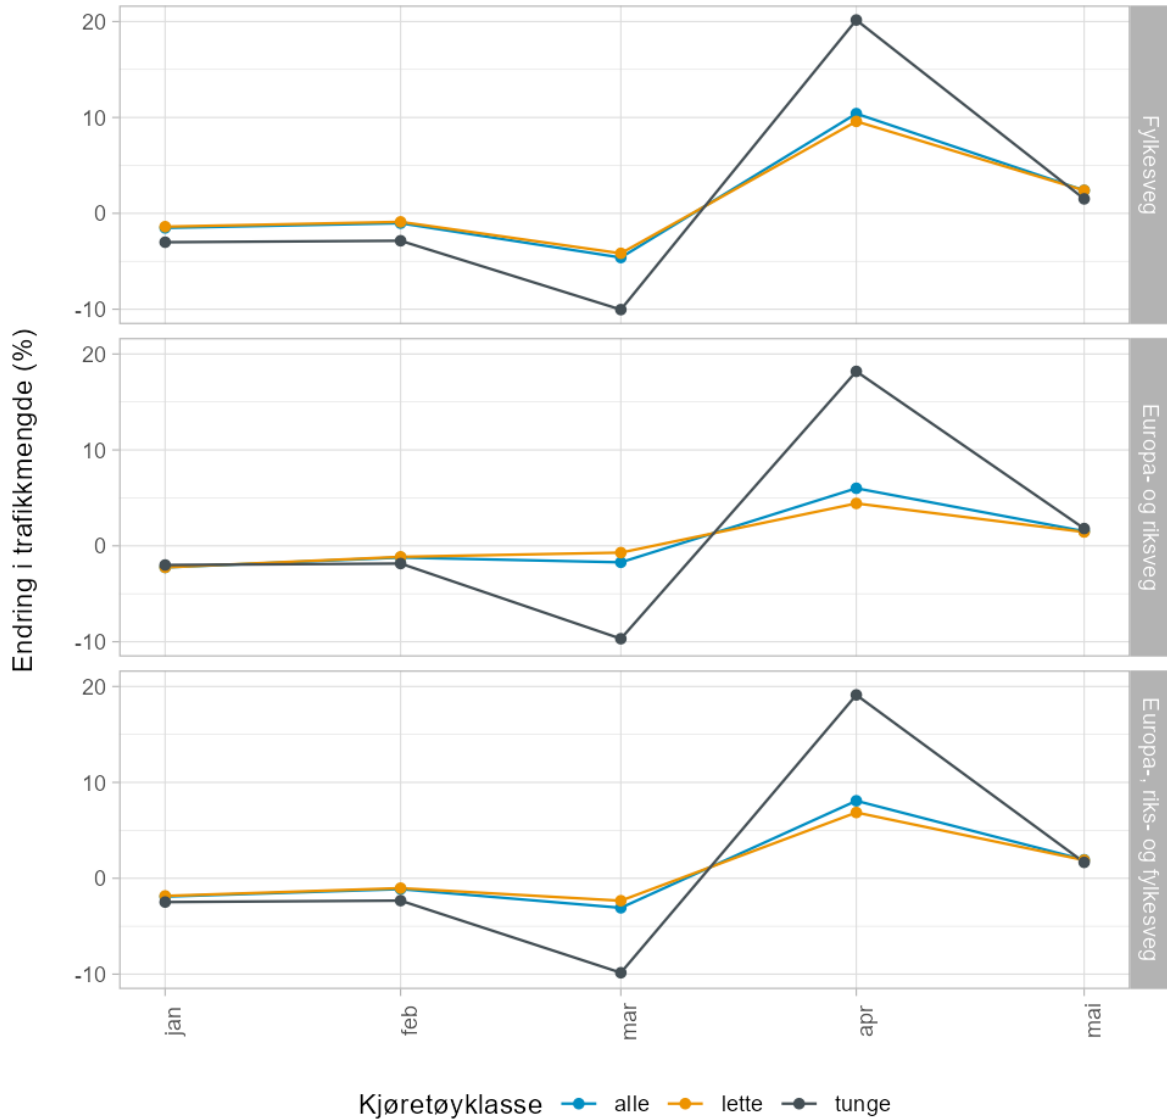 Endring i trafikkmengde (%)
20
10
0
-10
Fylkesveg
20
10
0
-10
Europa- og riksveg
20
10
0
-10
Europa-, riks- og fylkesveg
jan
feb
mar
apr
mai
Kjøretøyklasse alle lette tunge